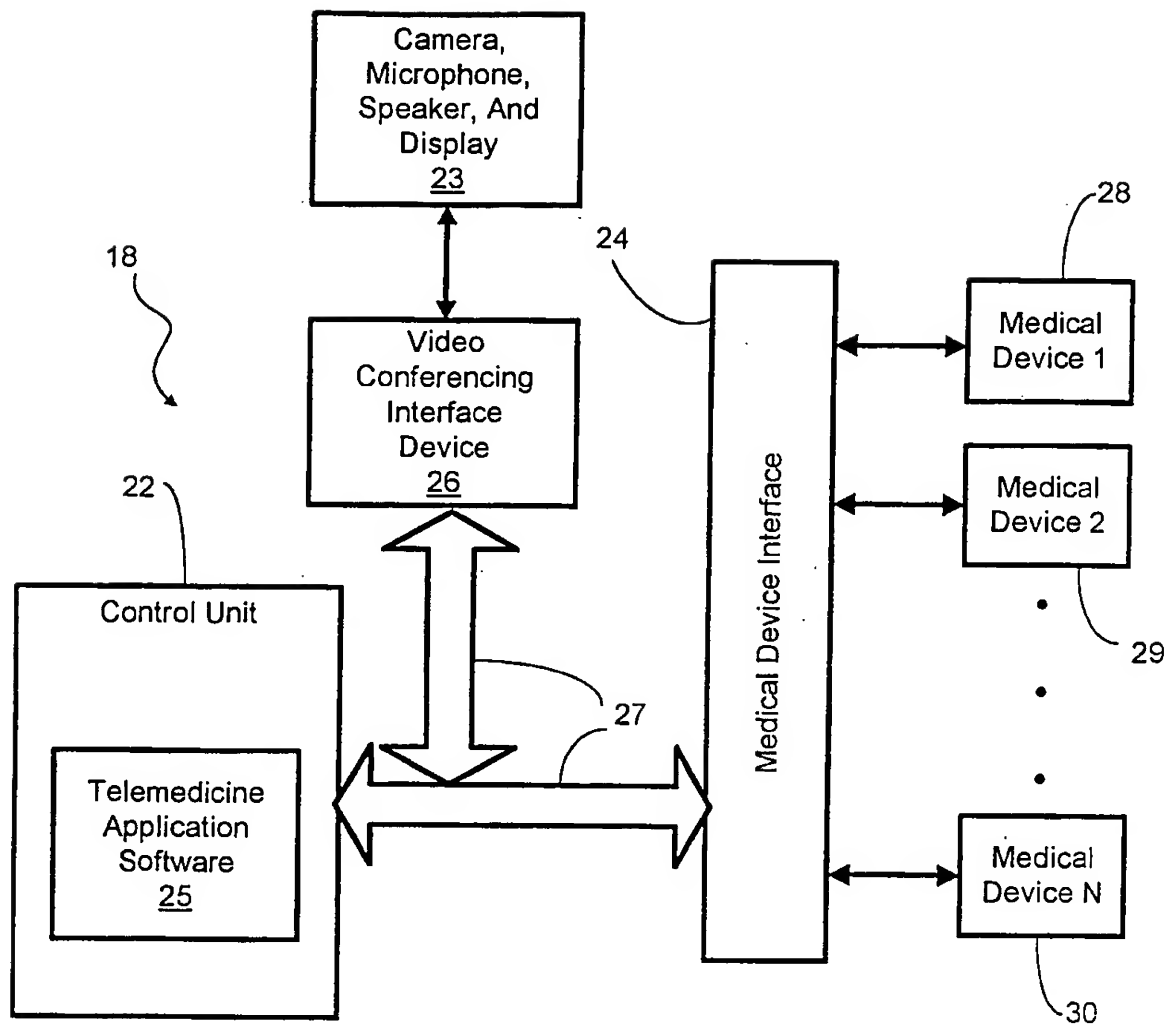 Camera,
Microphone,
Speaker, And
Display
23
18
24
28
Video
Conferencing
Interface
Device
26
Medical
Device 1
22
Medical
Device 2
29
Control Unit
Medical Device Interface
27
Telemedicine
Application
Software
25
Medical
Device N
30